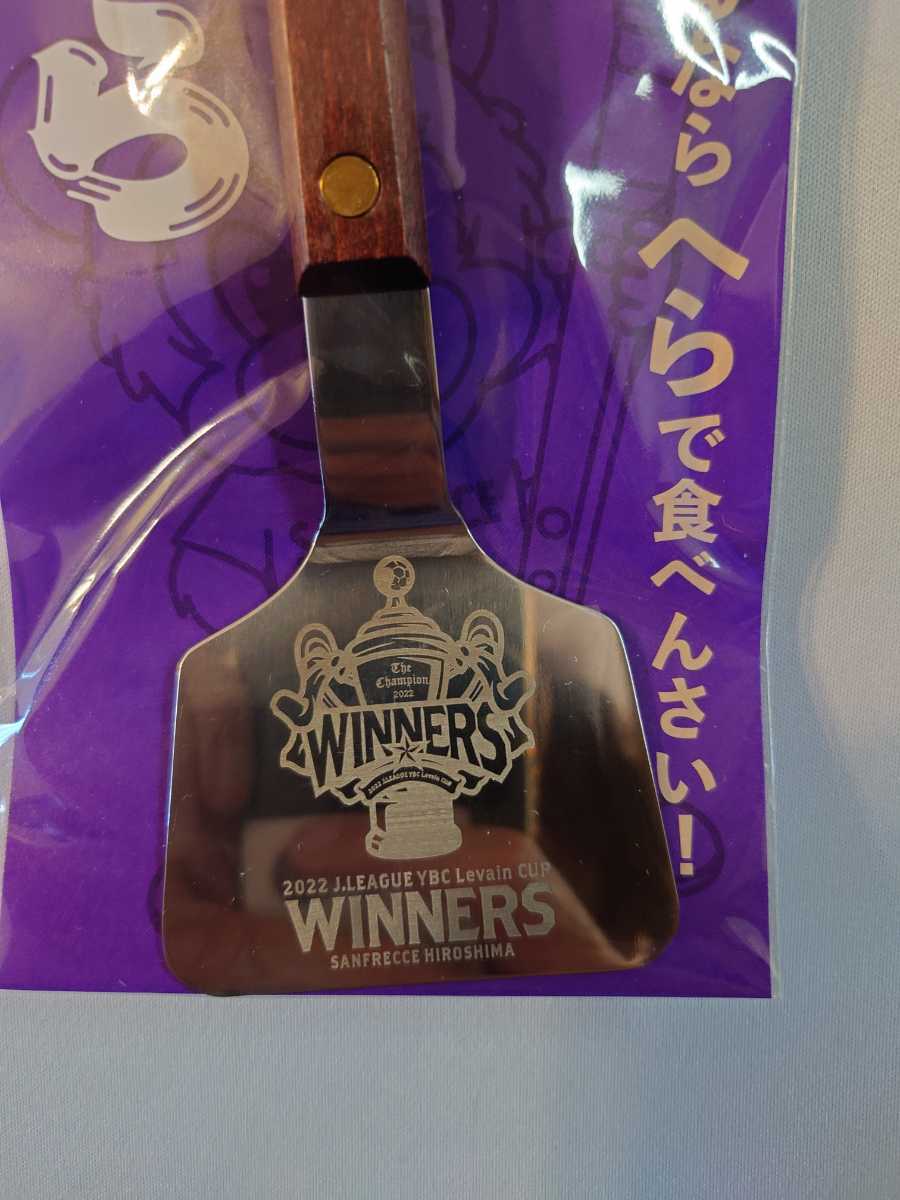 ら
へらで食べんさい!
The
Champion
2022
WINNERS
2022 J.LEAGUE YBC Levain CUP
2022 J.LEAGUE YBC Levain CUP
WINNERS
SANFRECCE HIROSHIMA